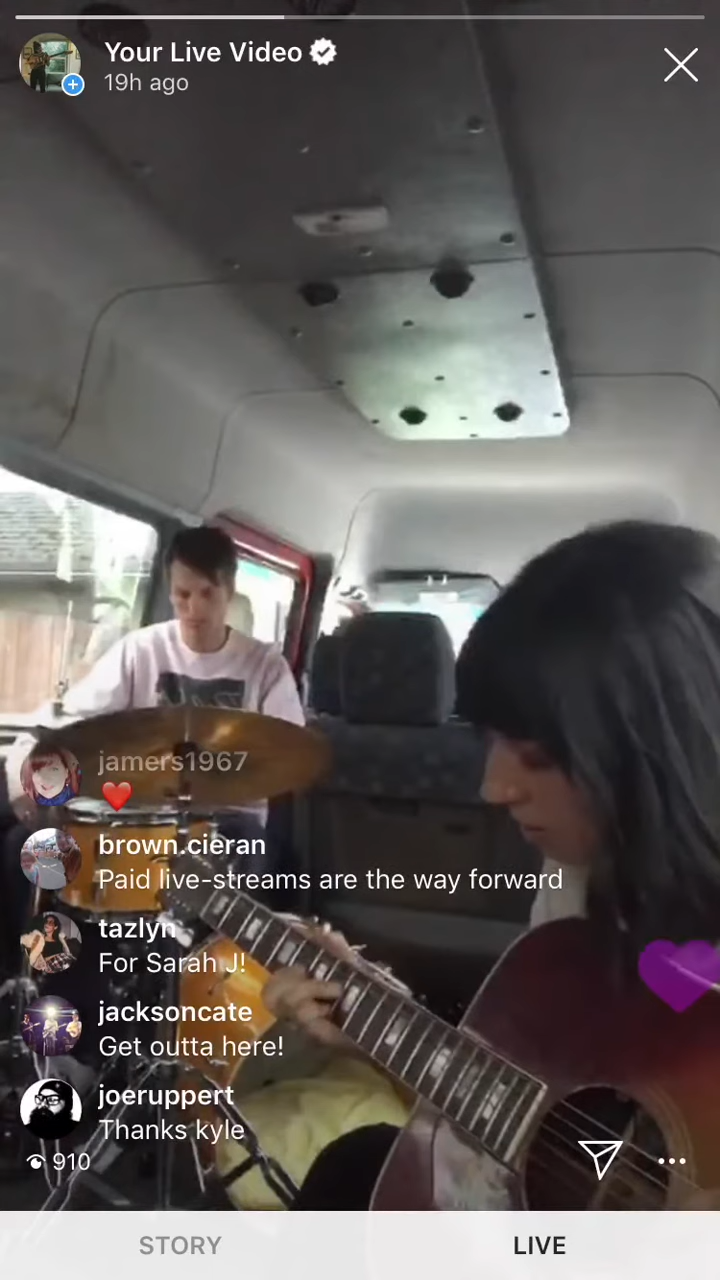 Your Live Video
19h ago
jamers1967
❤️
brown.cieran
Paid live-streams are the way forward
tazlyn
For Sarah J!
jacksoncate
Get outta here!
joeruppert
Thanks kyle
910
STORY
LIVE